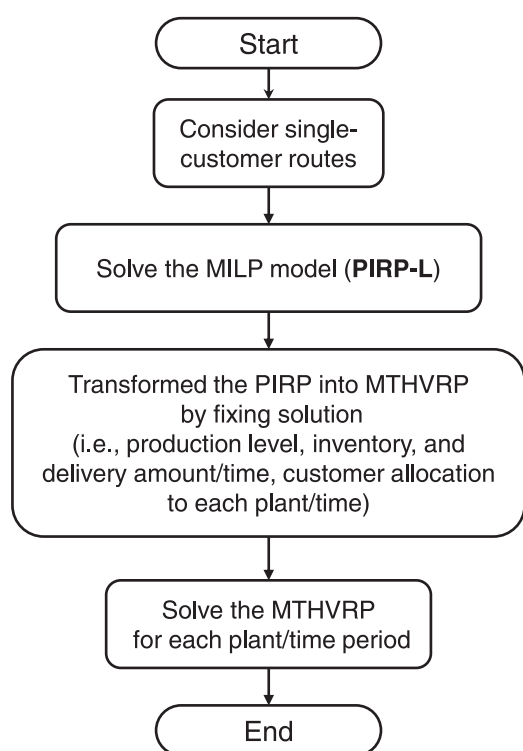 Start
Consider single-
customer routes
Solve the MILP model (PIRP-L)
Transformed the PIRP into MTHVRP
by fixing solution
(i.e., production level, inventory, and
delivery amount/time, customer allocation
to each plant/time)
Solve the MTHVRP
for each plant/time period
End